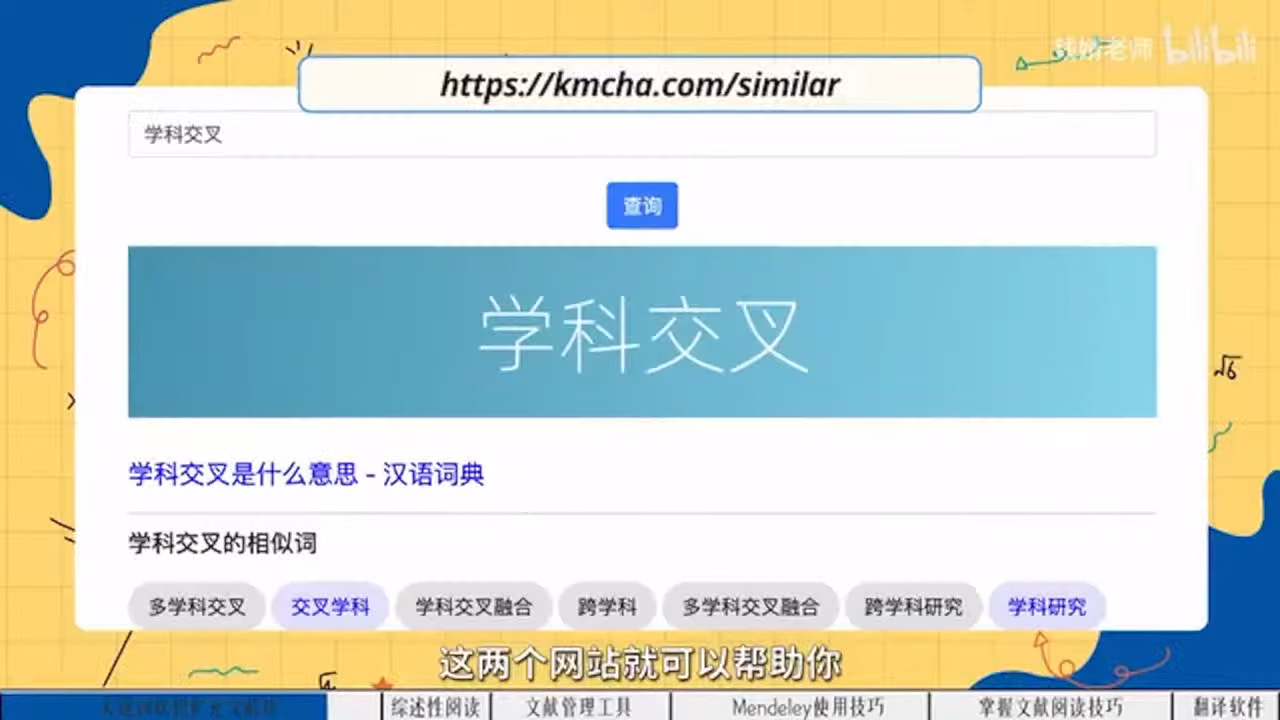 bilibili
https://kmcha.com/similar
学科交叉
查询
学科交叉
学科交叉是什么意思 - 汉语词典
学科交叉的相似词
多学科交叉 交叉学科 学科交叉融合 跨学科 多学科交叉融合 跨学科研究 学科研究
√6
这两个网站就可以帮助你
综述性阅读 文献管理工具 Mendeley使用技巧 掌握文献阅读技巧 翻译软件